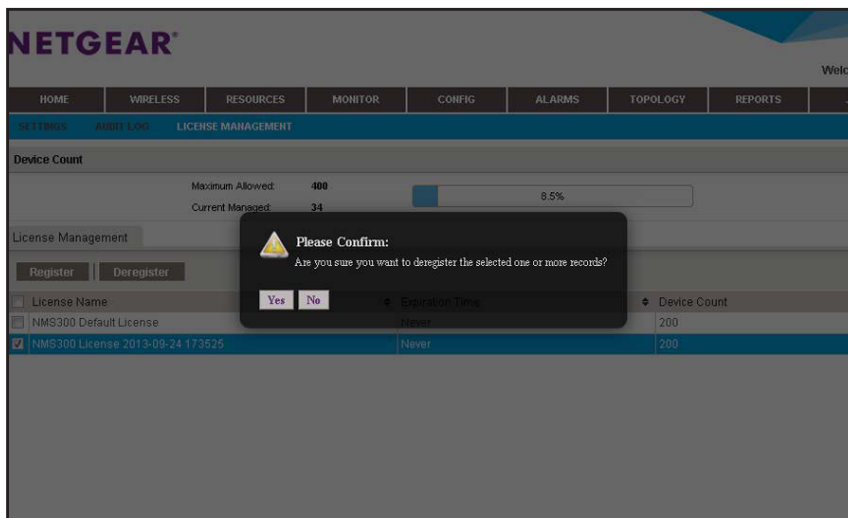 NETGEAR®
HOME WIRELESS RESOURCES MONITOR CONFIG ALARMS TOPOLOGY REPORTS
SETTINGS AUDIT LOG LICENSE MANAGEMENT
Device Count
Maximum Allowed: 400
8.5%
Current Managed: 34
License Management
Please Confirm:
Are you sure you want to deregister the selected one or more records?
Yes No
Register Deregister
License Name Expiration Time Device Count
NMS300 Default License Never 200
NMS300 License 2013-09-24 173525 Never 200